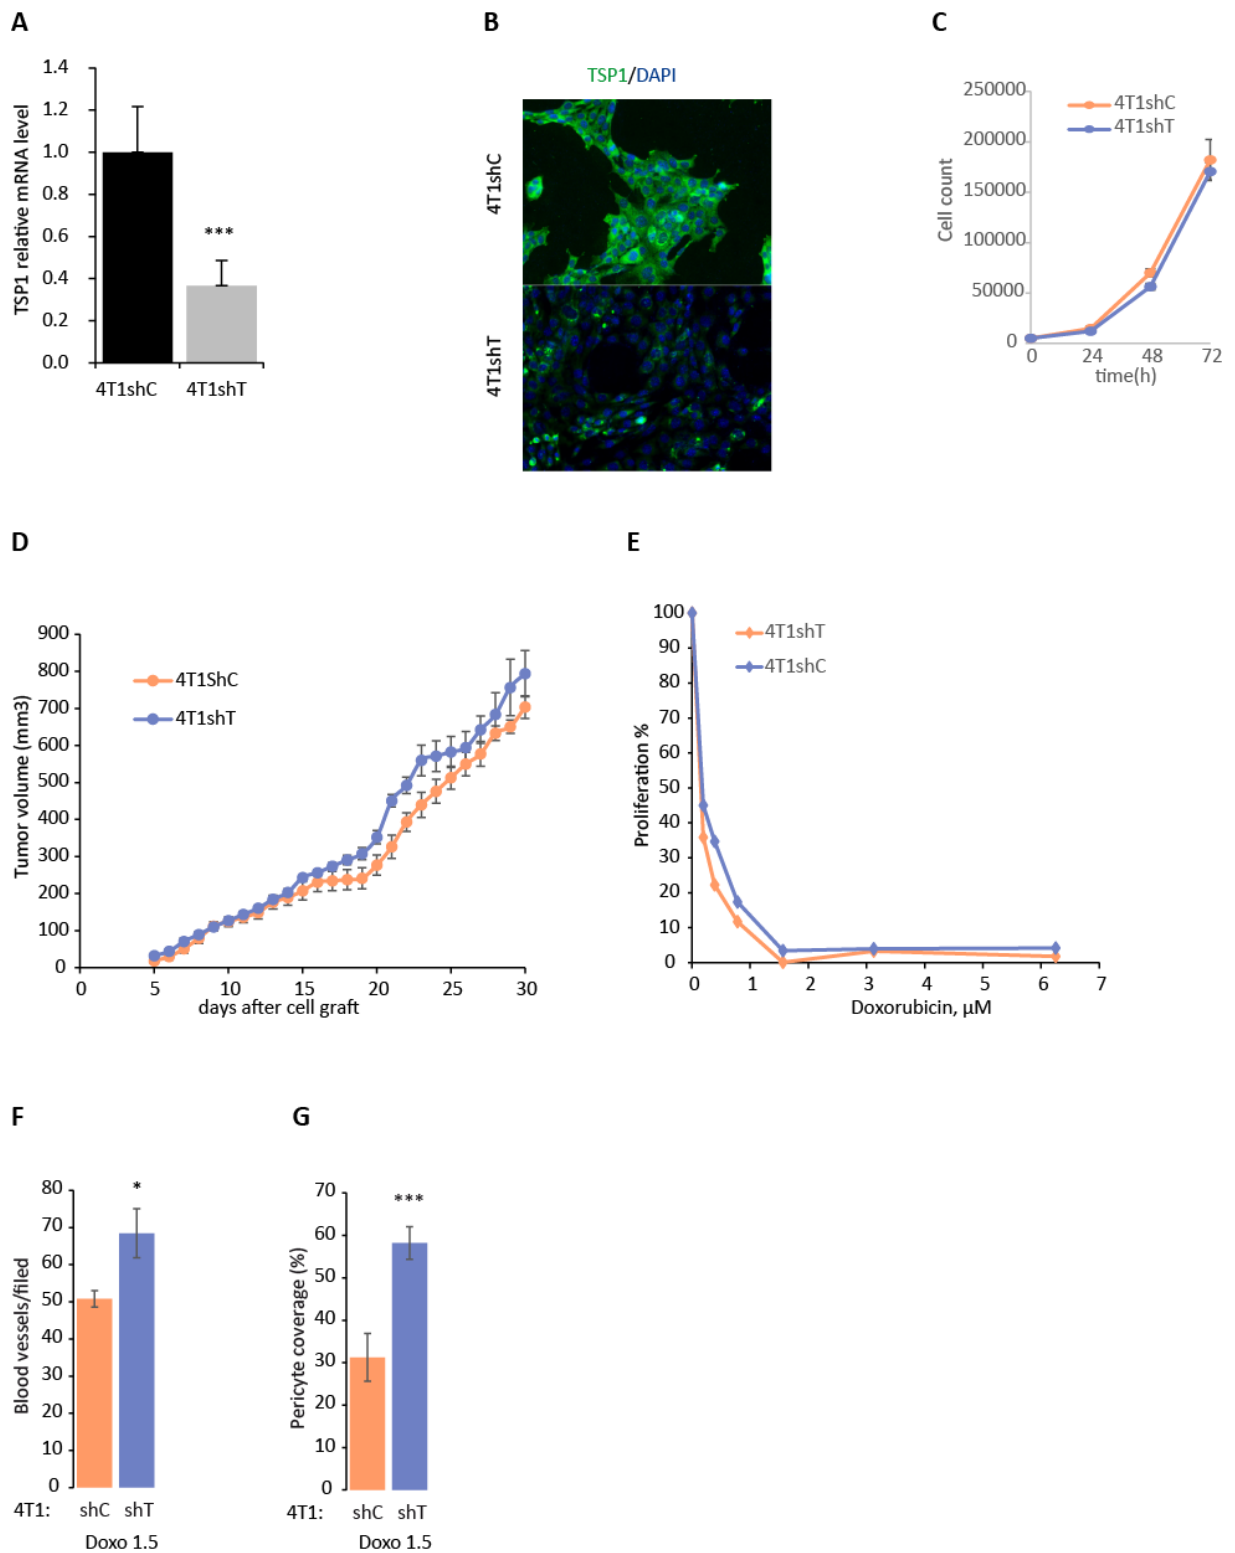 A
TSP1 relative mRNA level
1.4
1.2
1.0
0.8
0.6
0.4
0.2
0.0
***
4T1shC
4T1shT
B
TSP1/DAPI
4T1shC
4T1shT
C
Cell count
250000
200000
150000
100000
50000
0
4T1shC
4T1shT
0 24 48 72
time(h)
D
Tumor volume (mm3)
900
800
700
600
500
400
300
200
100
0
4T1ShC
4T1shT
0 5 10 15 20 25 30
days after cell graft
E
Proliferation %
100
90
80
70
60
50
40
30
20
10
0
4T1shT
4T1shC
0 1 2 3 4 5 6 7
Doxorubicin, µM
F
Blood vessels/filed
80
70
60
50
40
30
20
10
0
*
4T1: shC shT
Doxo 1.5
G
Pericyte coverage (%)
70
60
50
40
30
20
10
0
***
4T1: shC shT
Doxo 1.5